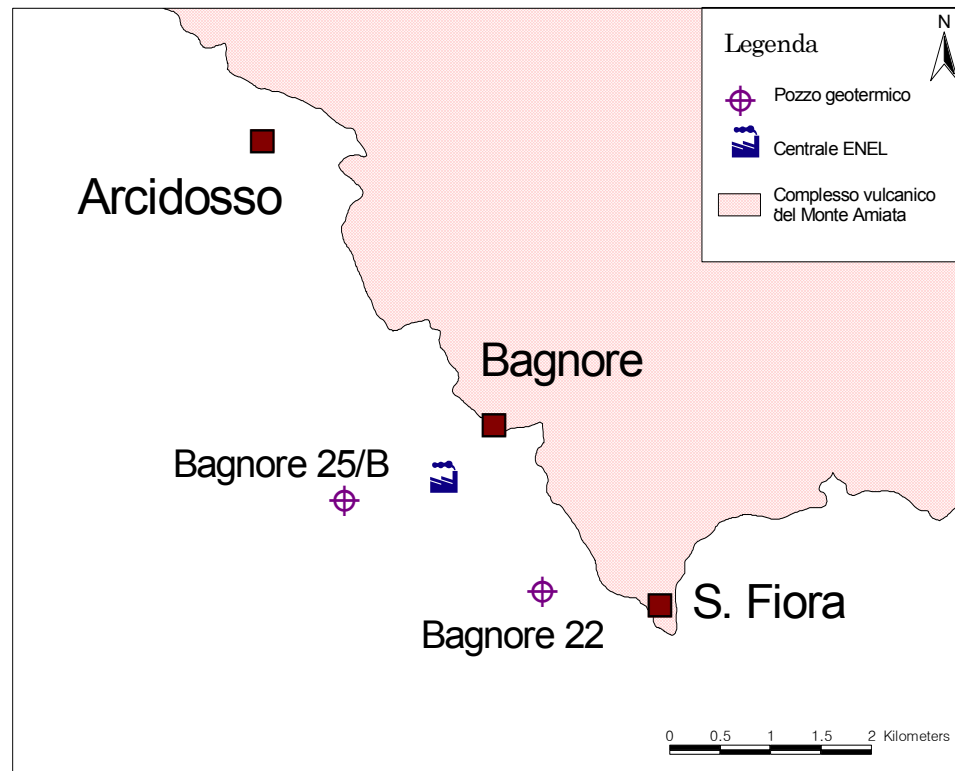 N
Legenda
Pozzo geotermico
Centrale ENEL
Complesso vulcanico
del Monte Amiata
Arcidosso
Bagnore
Bagnore 25/B
S. Fiora
Bagnore 22
0 0.5 1 1.5 2 Kilometers